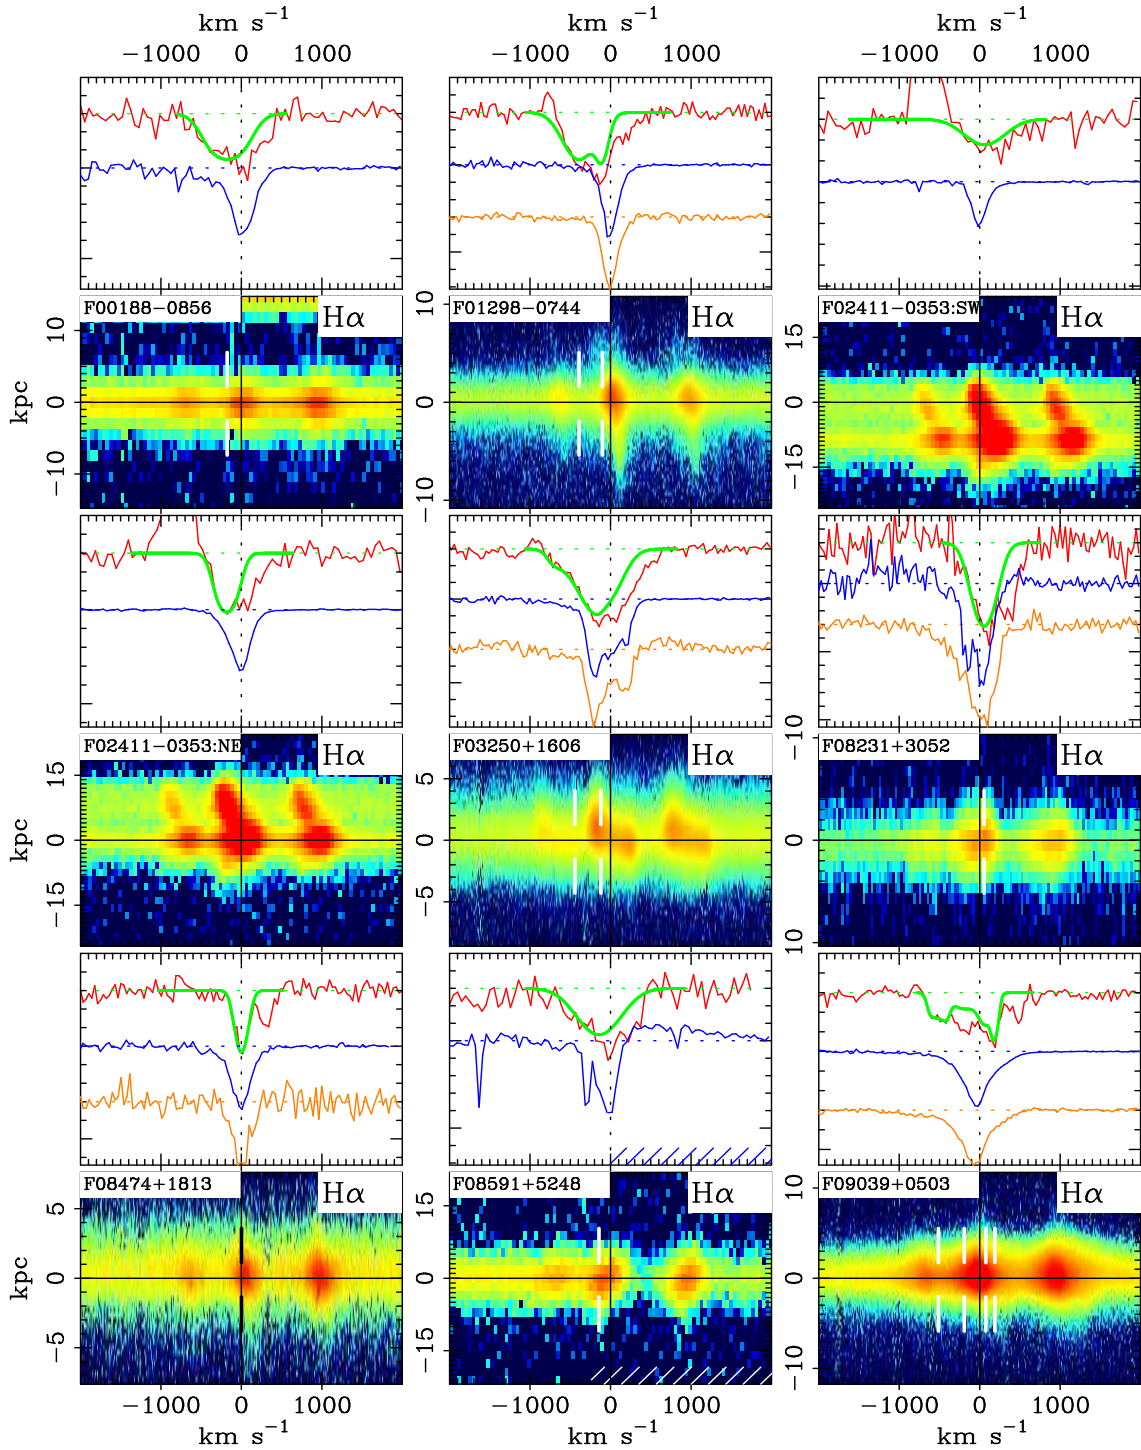 km s⁻¹ km s⁻¹ km s⁻¹
−1000 0 1000 −1000 0 1000 −1000 0 1000
F00188−0856 Hα F01298−0744 Hα F02411−0353:SW Hα
kpc
10 0 −10
10 0 −10
15 0 −15
F02411−0353:NE Hα F03250+1606 Hα F08231+3052 Hα
kpc
15 0 −15
5 0 −5
−10 0 10
F08474+1813 Hα F08591+5248 Hα F09039+0503 Hα
kpc
5 0 −5
15 0 −15
10 0 −10
−1000 0 1000 −1000 0 1000 −1000 0 1000
km s⁻¹ km s⁻¹ km s⁻¹